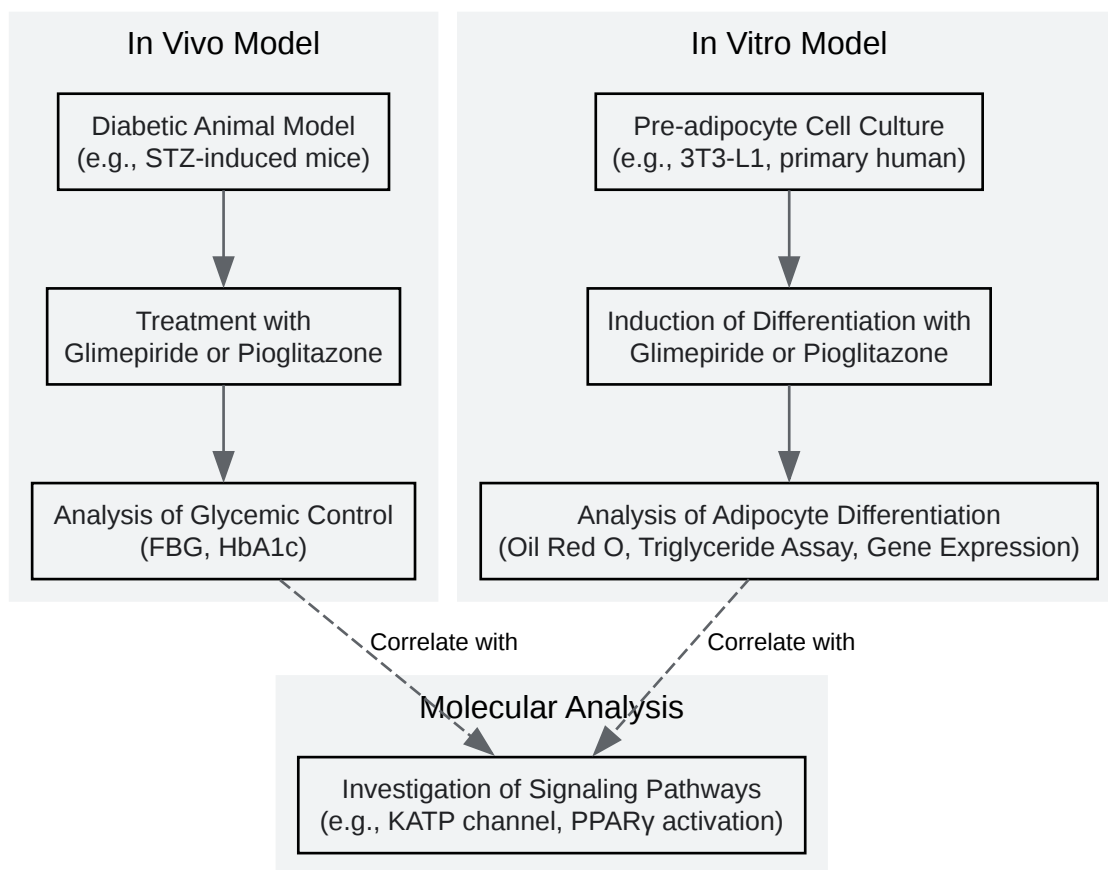 In Vivo Model
Diabetic Animal Model
(e.g., STZ-induced mice)
Treatment with
Glimepiride or Pioglitazone
Analysis of Glycemic Control
(FBG, HbA1c)
In Vitro Model
Pre-adipocyte Cell Culture
(e.g., 3T3-L1, primary human)
Induction of Differentiation with
Glimepiride or Pioglitazone
Analysis of Adipocyte Differentiation
(Oil Red O, Triglyceride Assay, Gene Expression)
Correlate with
Correlate with
Molecular Analysis
Investigation of Signaling Pathways
(e.g., KATP channel, PPARγ activation)